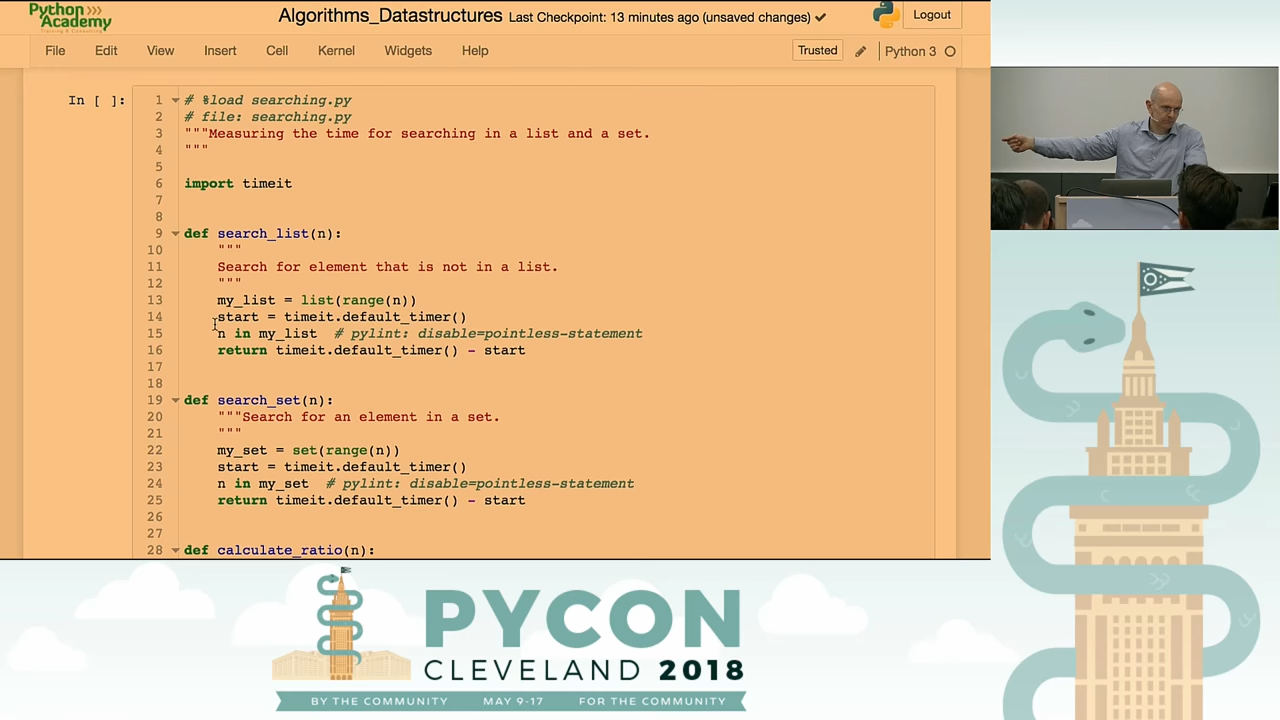 Python
Academy
Training & Consulting
Algorithms_Datastructures Last Checkpoint: 13 minutes ago (unsaved changes)
Logout
File Edit View Insert Cell Kernel Widgets Help
Trusted
Python 3
In [ ]:
1 # %load searching.py
2 # file: searching.py
3 """Measuring the time for searching in a list and a set.
4 """
5
6 import timeit
7
8
9 def search_list(n):
10 """
11 Search for element that is not in a list.
12 """
13 my_list = list(range(n))
14 start = timeit.default_timer()
15 n in my_list # pylint: disable=pointless-statement
16 return timeit.default_timer() - start
17
18
19 def search_set(n):
20 """Search for an element in a set.
21 """
22 my_set = set(range(n))
23 start = timeit.default_timer()
24 n in my_set # pylint: disable=pointless-statement
25 return timeit.default_timer() - start
26
27
28 def calculate_ratio(n):
PYCON
CLEVELAND 2018
BY THE COMMUNITY MAY 9-17 FOR THE COMMUNITY